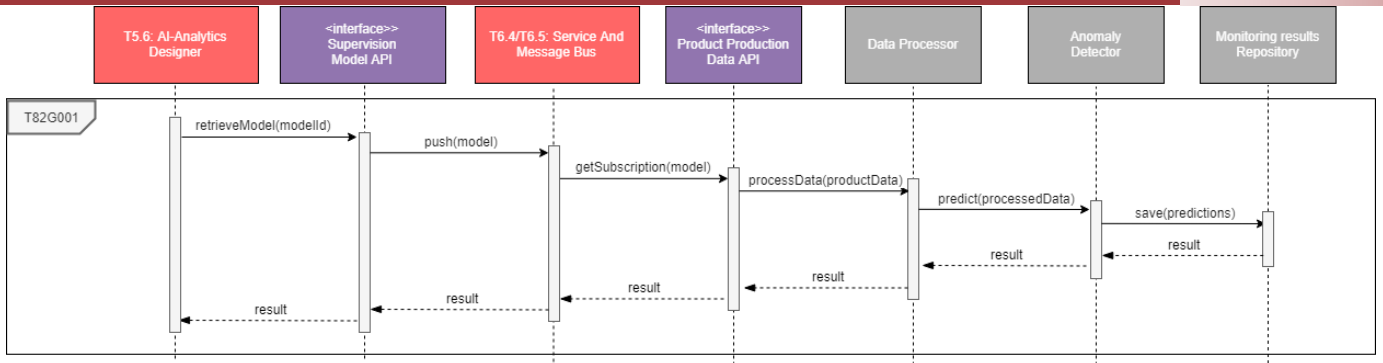 T5.6: AI-Analytics
Designer
<interface>>
Supervision
Model API
T6.4/T6.5: Service And
Message Bus
<interface>>
Product Production
Data API
Data Processor
Anomaly
Detector
Monitoring results
Repository
T82G001
retrieveModel(modelId)
push(model)
getSubscription(model)
processData(productData)
predict(processedData)
save(predictions)
result
result
result
result
result
result